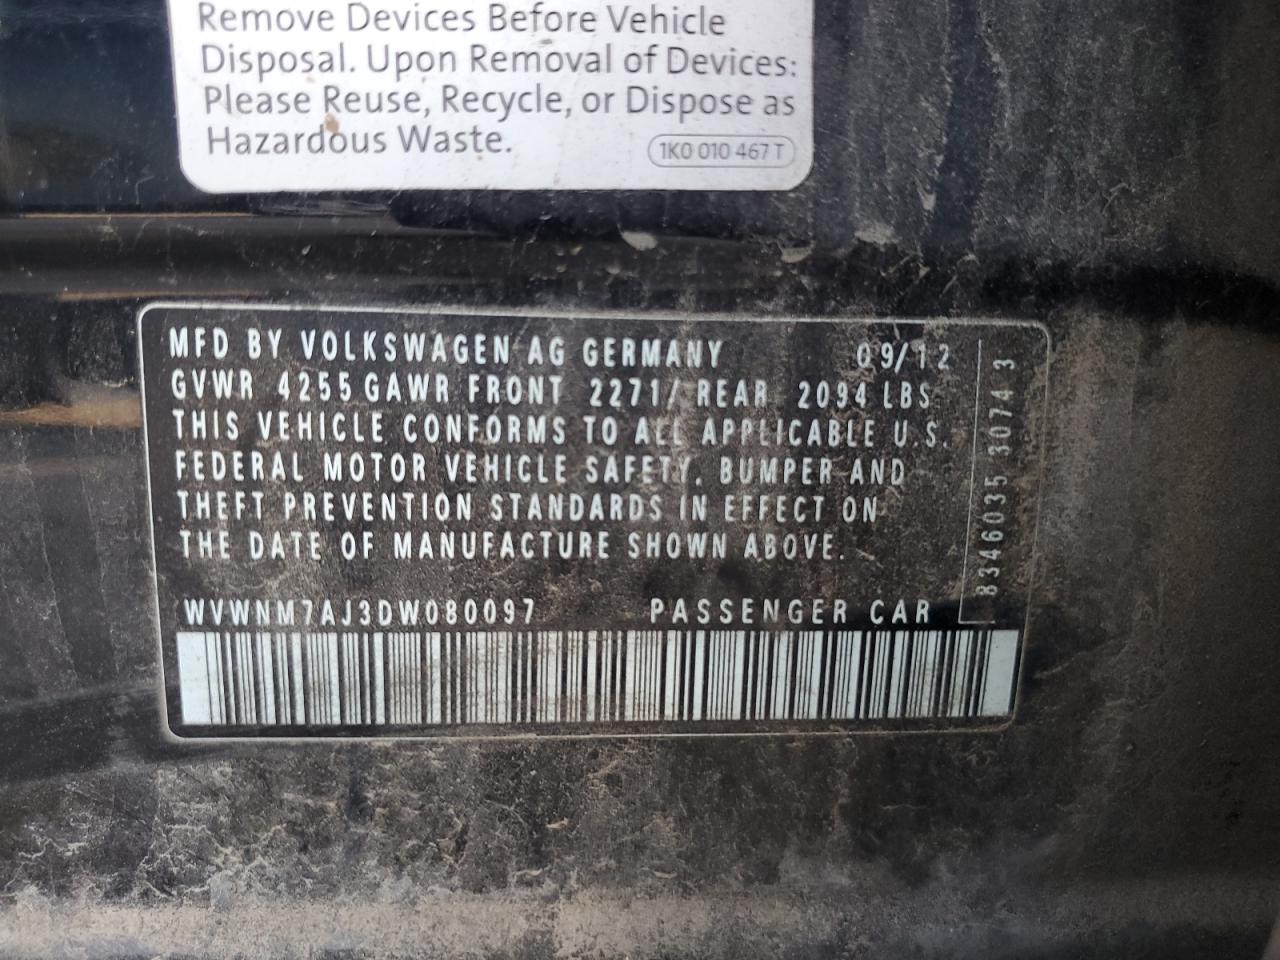 Remove Devices Before Vehicle
Disposal. Upon Removal of Devices:
Please Reuse, Recycle, or Dispose as
Hazardous Waste.
1K0 010 467 T
MFD BY VOLKSWAGEN AG GERMANY 09/12
GVWR 4255 GAWR FRONT 2271/ REAR 2094 LBS
THIS VEHICLE CONFORMS TO ALL APPLICABLE U.S.
FEDERAL MOTOR VEHICLE SAFETY, BUMPER AND
THEFT PREVENTION STANDARDS IN EFFECT ON
THE DATE OF MANUFACTURE SHOWN ABOVE.
WVWNM7AJ3DW080097 PASSENGER CAR
8346035 3074 3